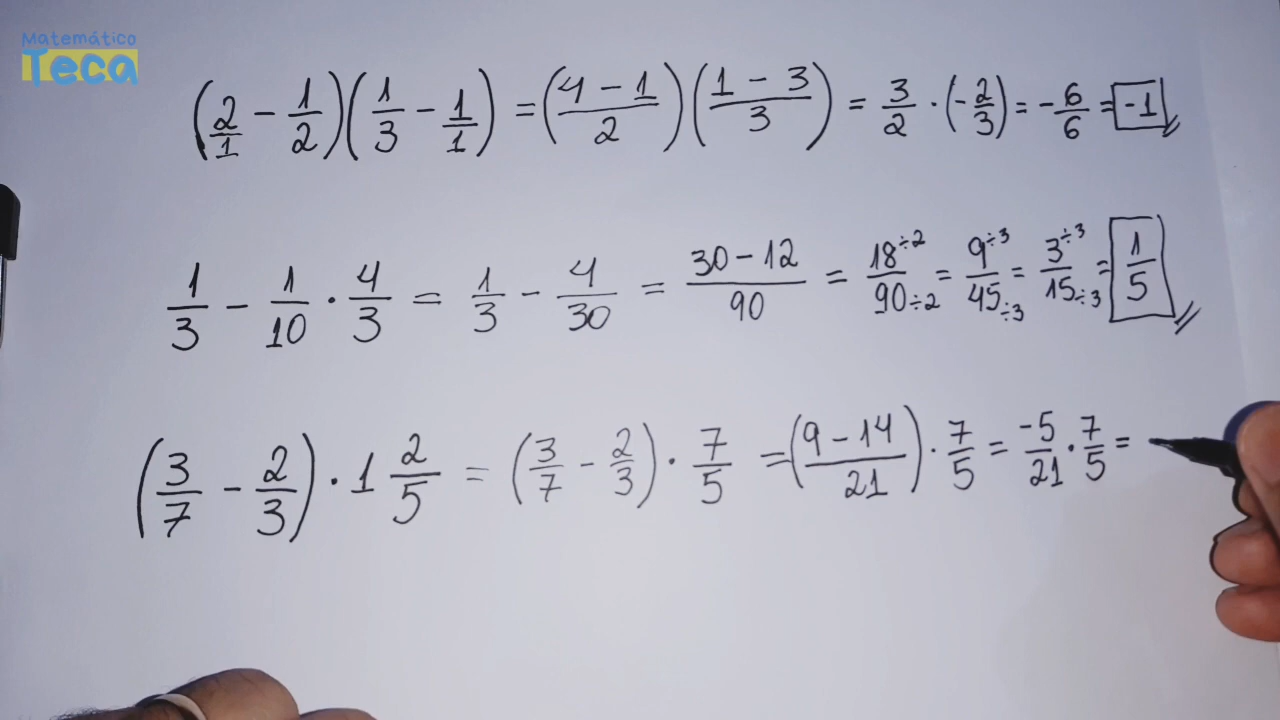 Matemático
Teca
(2/1 - 1/2)(1/3 - 1/1) = (4 - 1/2)(1 - 3/3) = 3/2 · (-2/3) = -6/6 = -1
1/3 - 1/10 · 4/3 = 1/3 - 4/30 = 30 - 12/90 = 18÷2/90÷2 = 9÷3/45÷3 = 3÷3/15÷3 = 1/5
(3/7 - 2/3) · 1 2/5 = (3/7 - 2/3) · 7/5 = (9 - 14/21) · 7/5 = -5/21 · 7/5 =